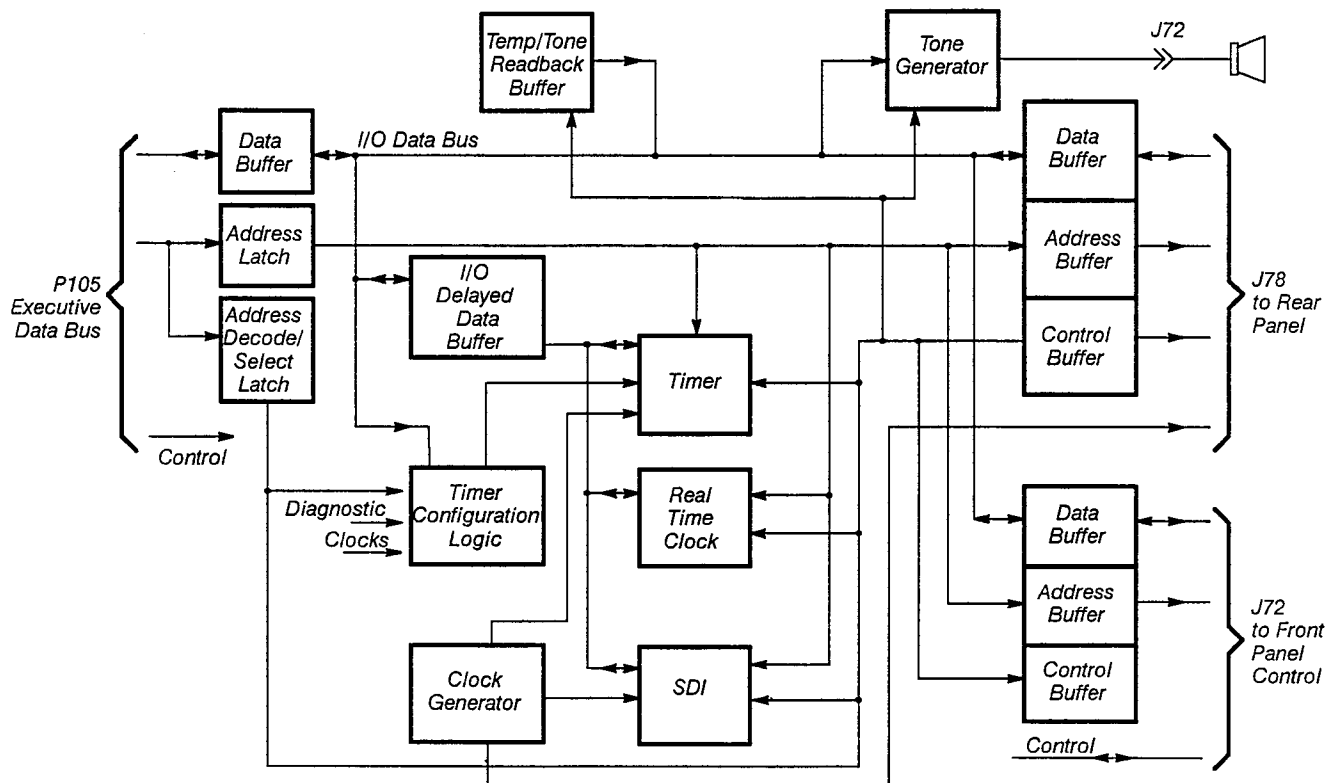 Temp/Tone
Readback
Buffer
Tone
Generator
J72
Data
Buffer
I/O Data Bus
Data
Buffer
Address
Latch
Address
Buffer
P105
Executive
Data Bus
I/O
Delayed
Data
Buffer
J78
to Rear
Panel
Address
Decode/
Select
Latch
Control
Buffer
Timer
Control
Timer
Configuration
Logic
Diagnostic
Clocks
Real
Time
Clock
Data
Buffer
Address
Buffer
J72
to Front
Panel
Control
Clock
Generator
SDI
Control
Buffer
Control